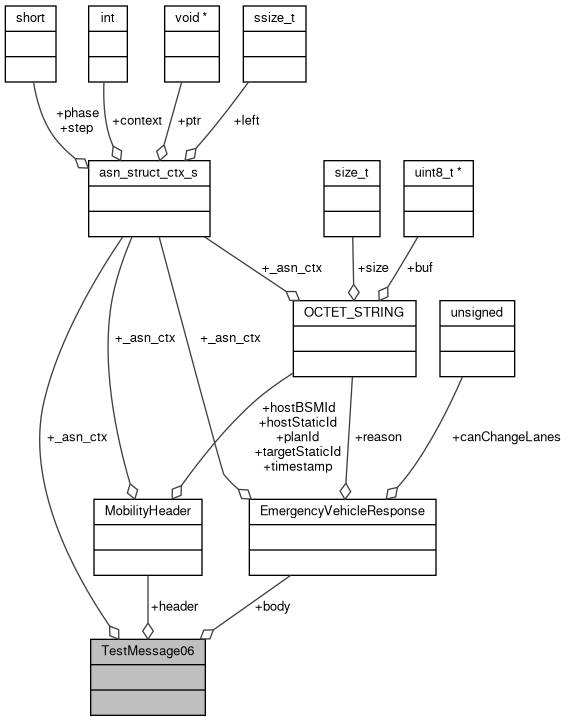 short
int
void *
ssize_t
+phase
+step
+context
+ptr
+left
asn_struct_ctx_s
size_t
uint8_t *
+_asn_ctx
+size
+buf
OCTET_STRING
unsigned
+_asn_ctx
+_asn_ctx
+hostBSMId
+hostStaticId
+planId
+targetStaticId
+timestamp
+_asn_ctx
+reason
+canChangeLanes
MobilityHeader
EmergencyVehicleResponse
+header
+body
TestMessage06